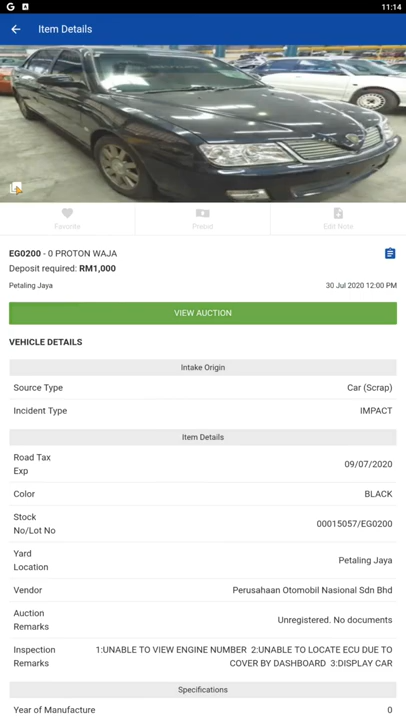 G A 11:14
Item Details
Favorite Prebid Edit Note
EG0200 - 0 PROTON WAJA
Deposit required: RM1,000
Petaling Jaya 30 Jul 2020 12:00 PM
VIEW AUCTION
VEHICLE DETAILS
Intake Origin
Source Type Car (Scrap)
Incident Type IMPACT
Item Details
Road Tax
Exp 09/07/2020
Color BLACK
Stock
No/Lot No 00015057/EG0200
Yard
Location Petaling Jaya
Vendor Perusahaan Otomobil Nasional Sdn Bhd
Auction
Remarks Unregistered. No documents
Inspection 1:UNABLE TO VIEW ENGINE NUMBER 2:UNABLE TO LOCATE ECU DUE TO
Remarks COVER BY DASHBOARD 3:DISPLAY CAR
Specifications
Year of Manufacture 0